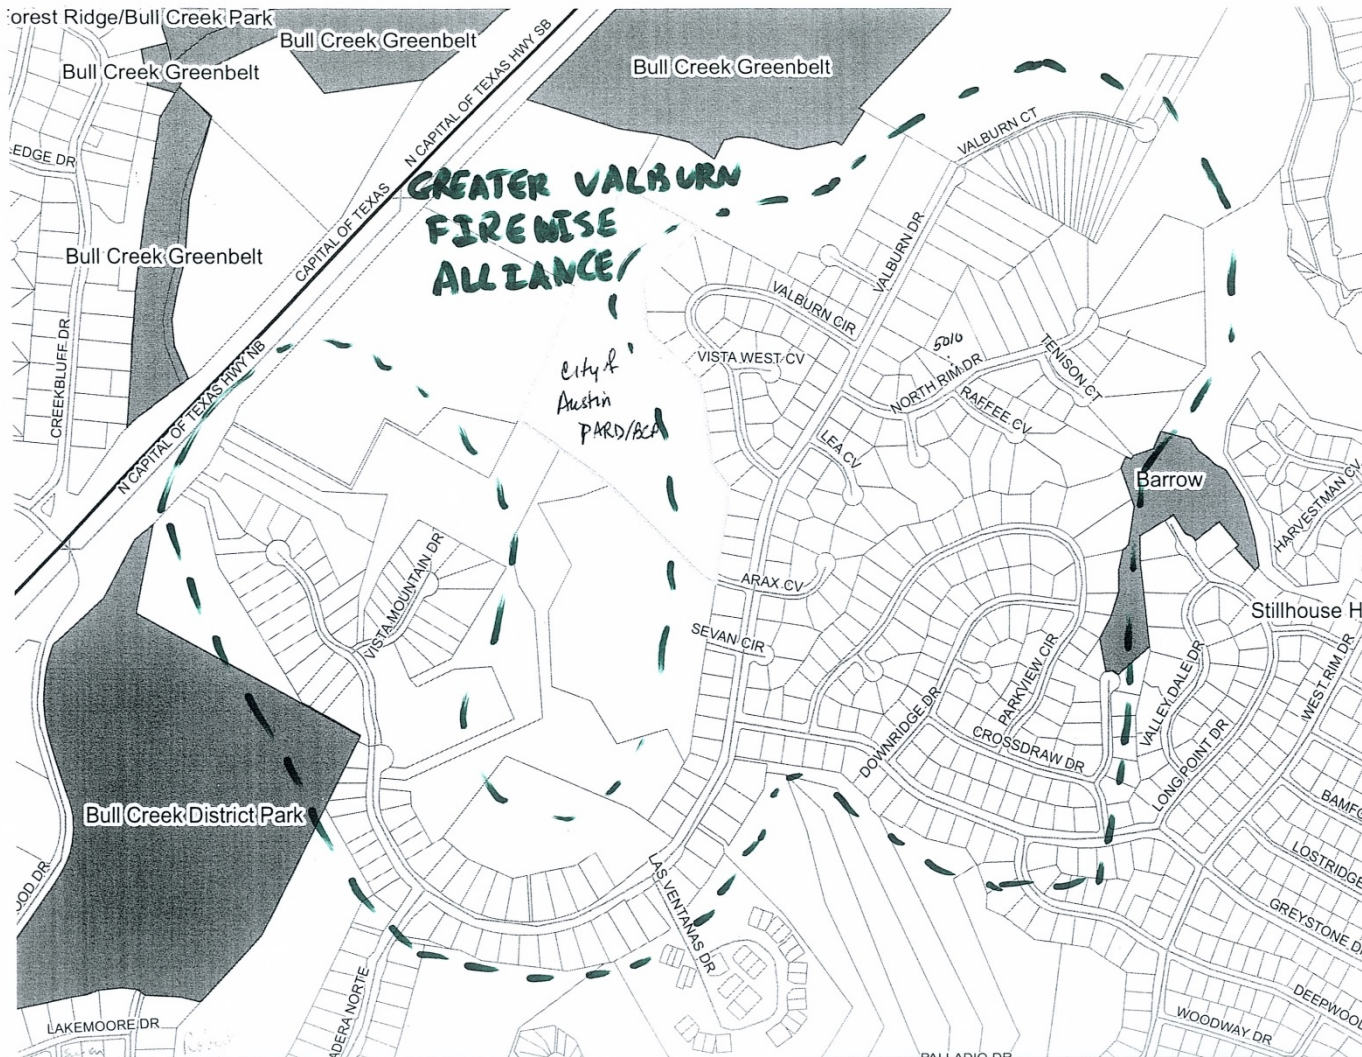 orest Ridge/Bull Creek Park
Bull Creek Greenbelt
Bull Creek Greenbelt
Bull Creek Greenbelt
N CAPITAL OF TEXAS HWY SB
VALBURN CT
EDGE DR
GREATER VALBURN
FIREWISE
ALLIANCE
CAPITAL OF TEXAS
Bull Creek Greenbelt
VALBURN DR
VALBURN CIR
CREEKBLUFF DR
N CAPITAL OF TEXAS HWY NB
5010
VISTA WEST CV
NORTH RIM DR
TENISON CT
City of
Austin
PARD/BCP
RAFFEE CV
LEA CV
Barrow
HARVESTMAN CV
VISTA MOUNTAIN DR
ARAX CV
SEVAN CIR
Stillhouse H
PARKVIEW CIR
VALLEY DALE DR
WEST RIM DR
DOWNRIDGE DR
CROSSDRAW DR
LONG POINT DR
Bull Creek District Park
BAMFO
LOSTRIDGE
OOD DR
LAS VENTANAS DR
GREYSTONE D
ADERA NORTE
DEEPWOOD
LAKEMOORE DR
WOODWAY DR
PALLADIO DR